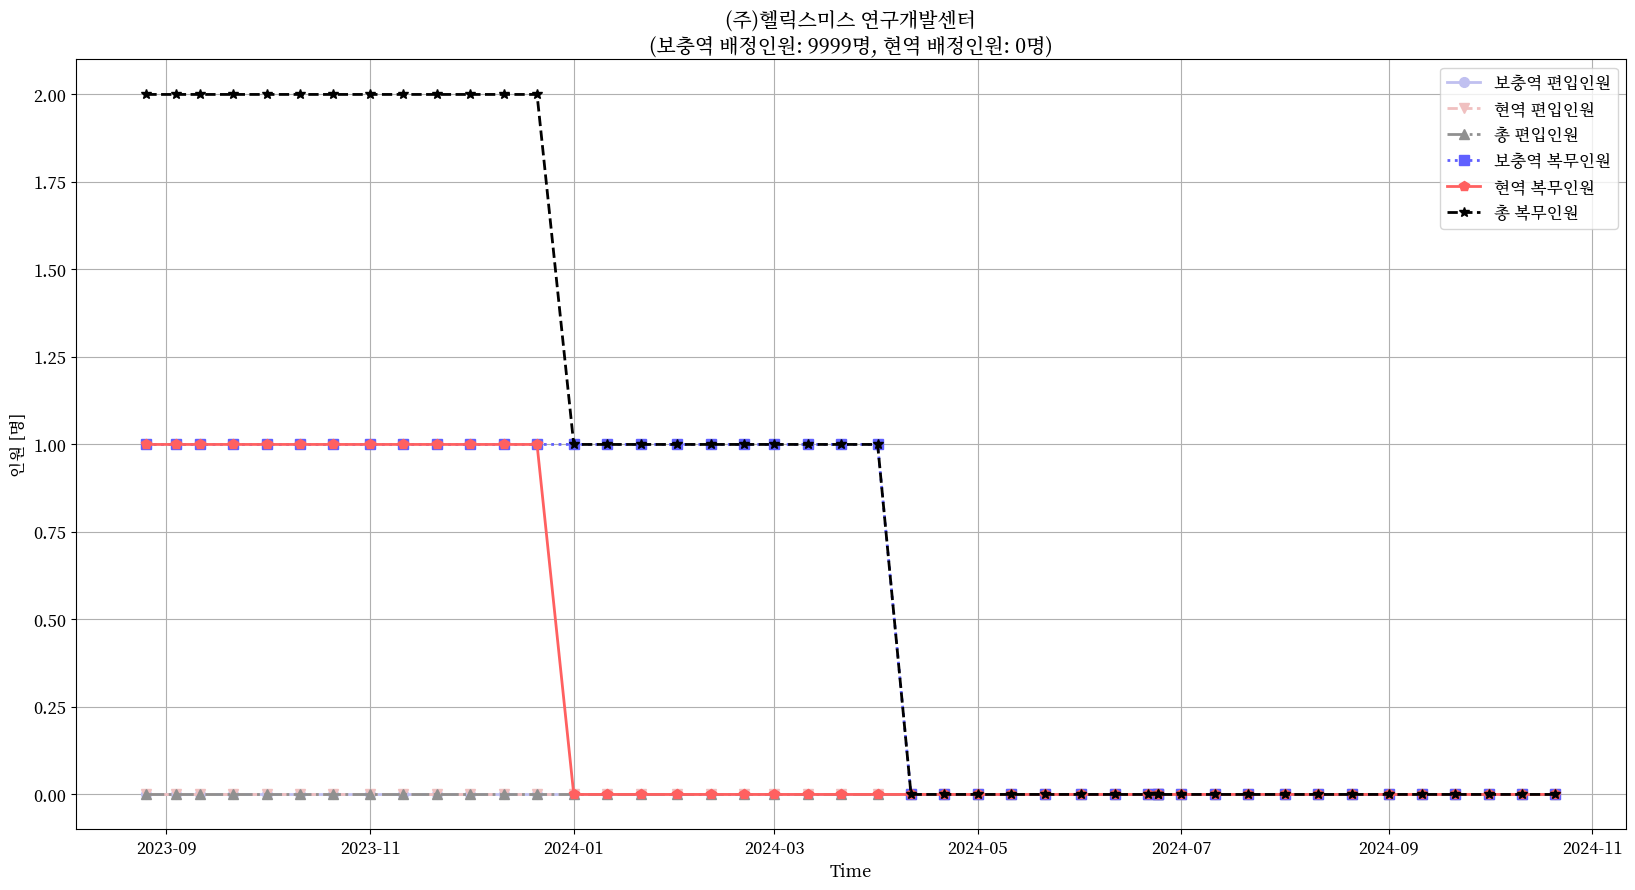 (주)헬릭스미스 연구개발센터
(보충역 배정인원: 9999명, 현역 배정인원: 0명)
보충역 편입인원
현역 편입인원
총 편입인원
보충역 복무인원
현역 복무인원
총 복무인원
인원 [명]
2.00
1.75
1.50
1.25
1.00
0.75
0.50
0.25
0.00
2023-09
2023-11
2024-01
2024-03
2024-05
2024-07
2024-09
2024-11
Time